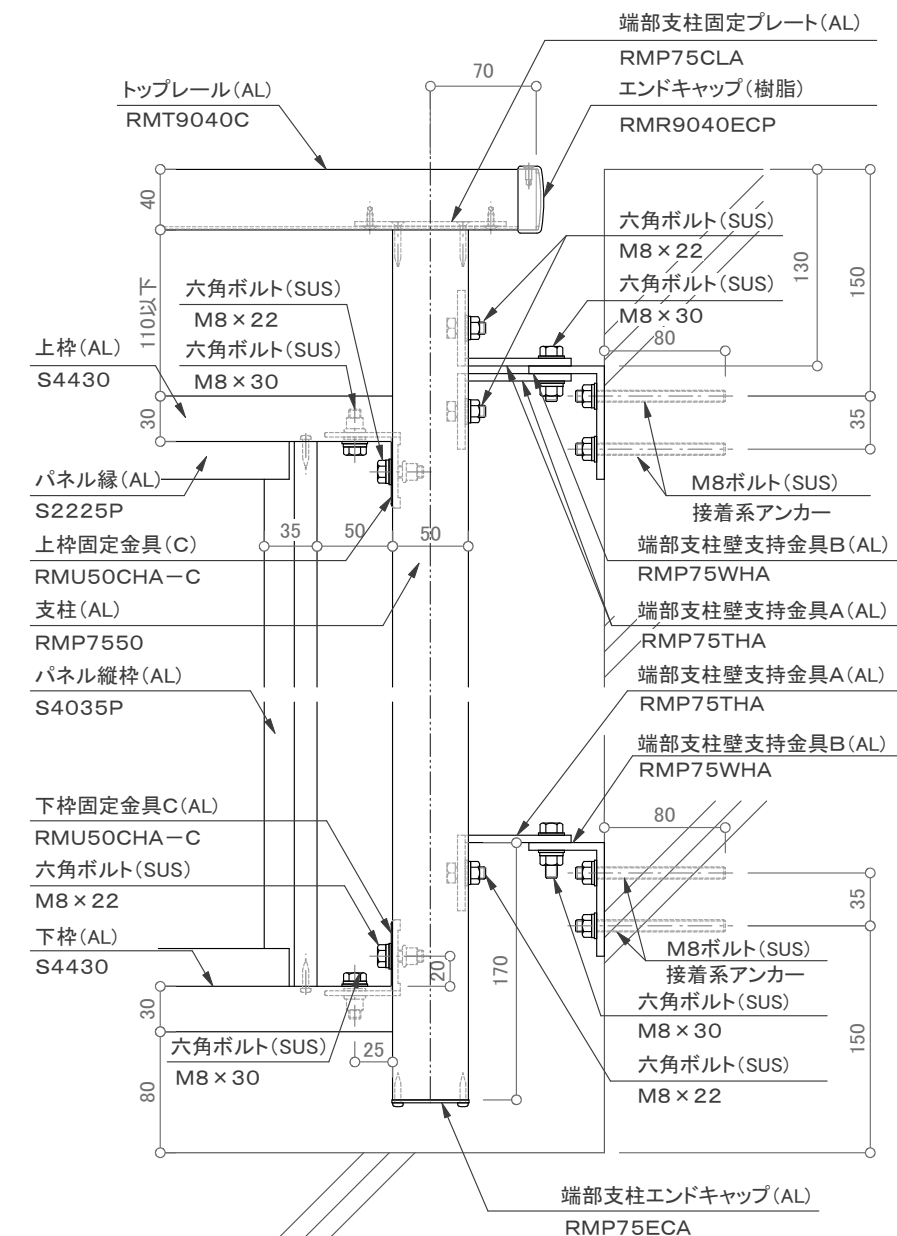 端部支柱固定プレート(AL)
RMP75CLA
70
トップレール(AL)
RMT9040C
エンドキャップ(樹脂)
RMR9040ECP
40
六角ボルト(SUS)
M8×22
130
150
110以下
六角ボルト(SUS)
M8×22
六角ボルト(SUS)
M8×30
六角ボルト(SUS)
M8×30
80
上枠(AL)
S4430
30
35
パネル縁(AL)
S2225P
M8ボルト(SUS)
接着系アンカー
35
50
50
上枠固定金具(C)
RMU50CHA-C
端部支柱壁支持金具B(AL)
RMP75WHA
支柱(AL)
RMP7550
端部支柱壁支持金具A(AL)
RMP75THA
パネル縦枠(AL)
S4035P
端部支柱壁支持金具A(AL)
RMP75THA
端部支柱壁支持金具B(AL)
RMP75WHA
下枠固定金具C(AL)
RMU50CHA-C
80
六角ボルト(SUS)
M8×22
35
下枠(AL)
S4430
M8ボルト(SUS)
接着系アンカー
20
170
30
六角ボルト(SUS)
M8×30
150
六角ボルト(SUS)
M8×30
25
六角ボルト(SUS)
M8×22
80
端部支柱エンドキャップ(AL)
RMP75ECA